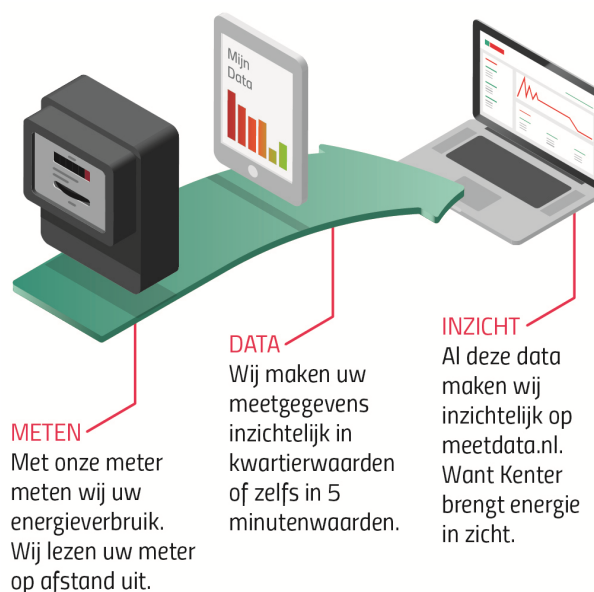 Mijn
Data
METEN
Met onze meter
meten wij uw
energieverbruik.
Wij lezen uw meter
op afstand uit.
DATA
Wij maken uw
meetgegevens
inzichtelijk in
kwartierwaarden
of zelfs in 5
minutenwaarden.
INZICHT
Al deze data
maken wij
inzichtelijk op
meetdata.nl.
Want Kenter
brengt energie
in zicht.